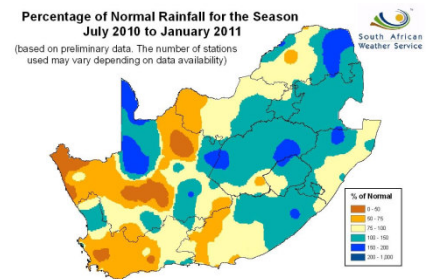 Percentage of Normal Rainfall for the Season
July 2010 to January 2011
(based on preliminary data. The number of stations
used may vary depending on data availability)
South African
Weather Service
% of Normal
0 - 50
50 - 75
75 - 100
100 - 150
150 - 200
200 - 1,000